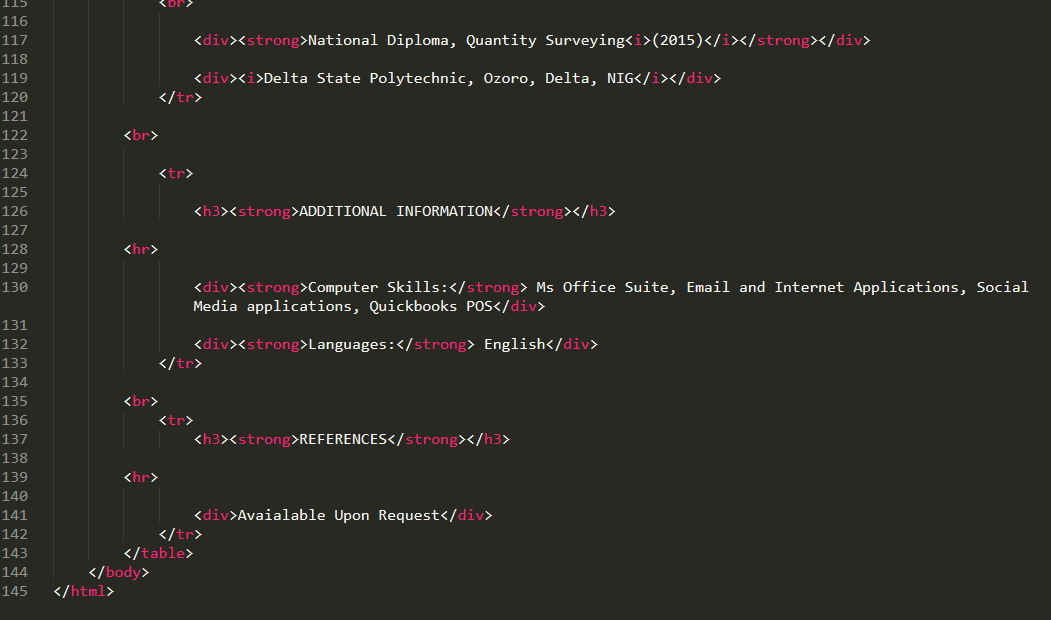 115 <br>
116
117 <div><strong>National Diploma, Quantity Surveying<i>(2015)</i></strong></div>
118
119 <div><i>Delta State Polytechnic, Ozoro, Delta, NIG</i></div>
120 </tr>
121
122 <br>
123
124 <tr>
125
126 <h3><strong>ADDITIONAL INFORMATION</strong></h3>
127
128 <hr>
129
130 <div><strong>Computer Skills:</strong> Ms Office Suite, Email and Internet Applications, Social
Media applications, Quickbooks POS</div>
131
132 <div><strong>Languages:</strong> English</div>
133 </tr>
134
135 <br>
136 <tr>
137 <h3><strong>REFERENCES</strong></h3>
138
139 <hr>
140
141 <div>Avaialable Upon Request</div>
142 </tr>
143 </table>
144 </body>
145 </html>